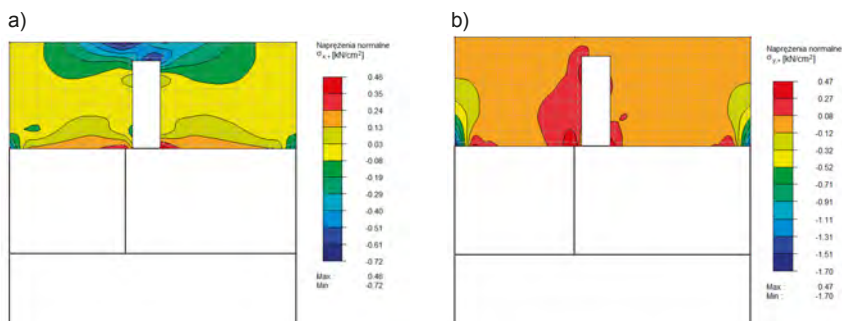 a)
Naprężenia normalne
σx+ [kN/cm²]
0.46
0.35
0.24
0.13
0.03
-0.08
-0.19
-0.29
-0.40
-0.51
-0.61
-0.72
Max : 0.46
Min : -0.72
b)
Naprężenia normalne
σy,+ [kN/cm²]
0.47
0.27
0.08
-0.12
-0.32
-0.52
-0.71
-0.91
-1.11
-1.31
-1.51
-1.70
Max : 0.47
Min : -1.70